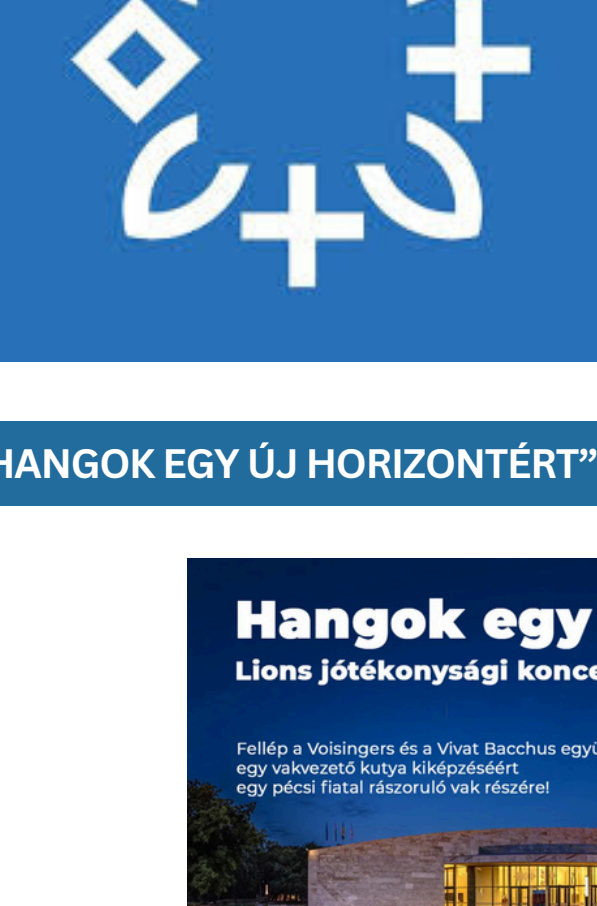 HANGOK EGY ÚJ HORIZONTÉRT”
Hangok egy
Lions jótékonysági konce
Fellép a Voisingers és a Vivat Bacchus együ
egy vakvezető kutya kiképzéséért
egy pécsi fiatal rászoruló vak részére!